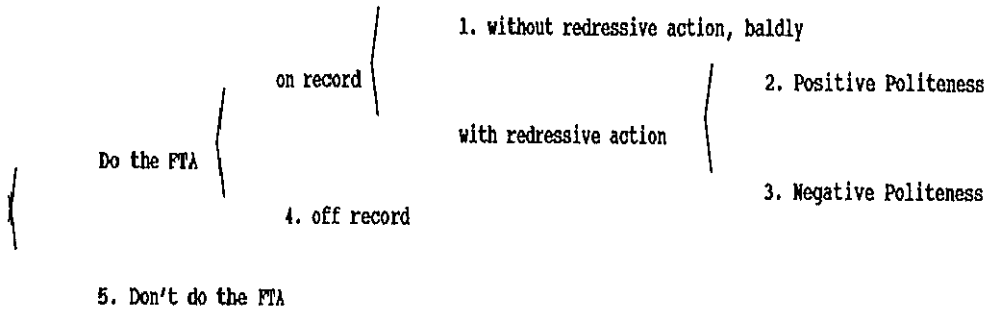 1. without redressive action, baldly
on record
2. Positive Politeness
with redressive action
Do the FTA
3. Negative Politeness
4. off record
5. Don't do the FTA